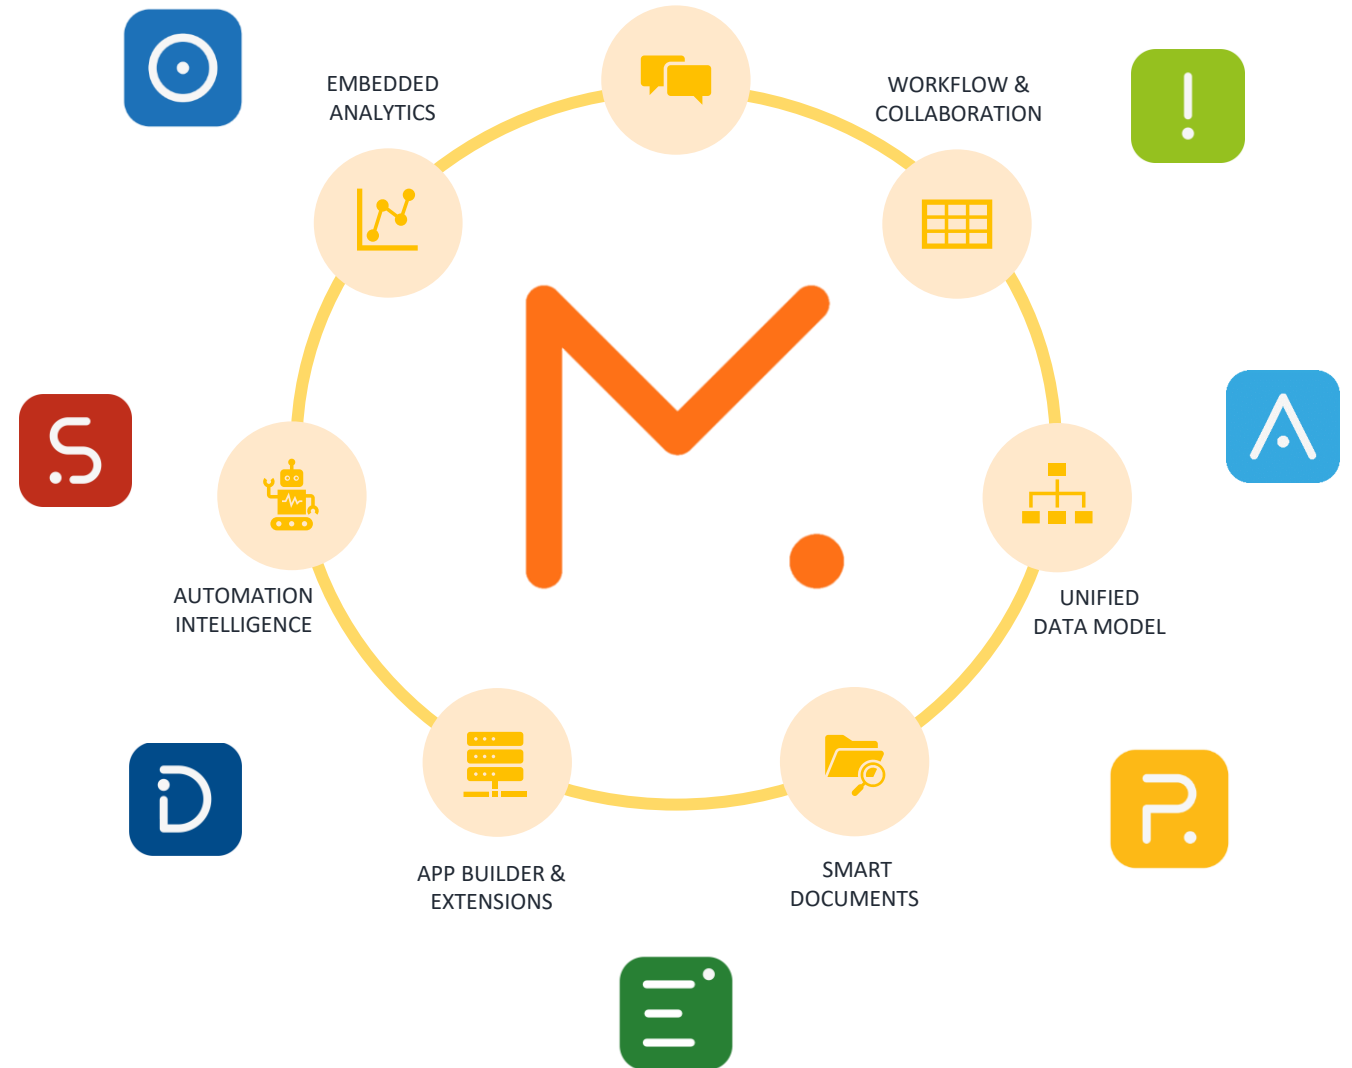 EMBEDDED
ANALYTICS
WORKFLOW &
COLLABORATION
!
S
M.
AUTOMATION
INTELLIGENCE
UNIFIED
DATA MODEL
D
P.
APP BUILDER &
EXTENSIONS
SMART
DOCUMENTS
E